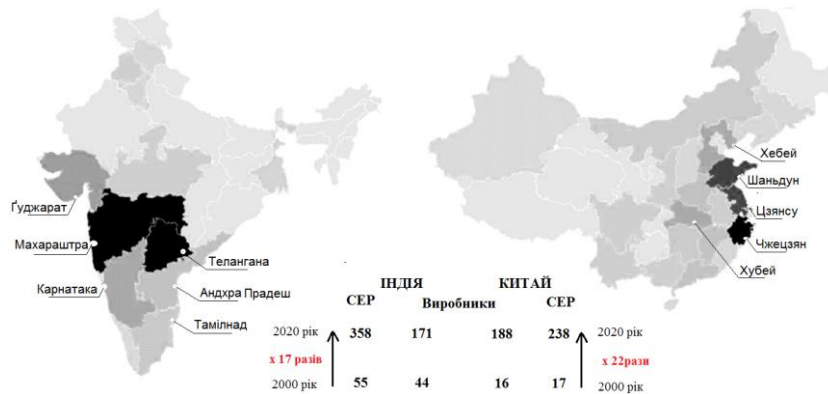 Ґуджарат
Махараштра
Карнатака
Телангана
Андхра Прадеш
Тамілнад
Хебей
Шаньдун
Цзянсу
Чжецзян
Хубей
ІНДІЯ КИТАЙ
СЕР Виробники СЕР
2020 рік 358 171 188 238 2020 рік
х 17 разів х 22рази
2000 рік 55 44 16 17 2000 рік